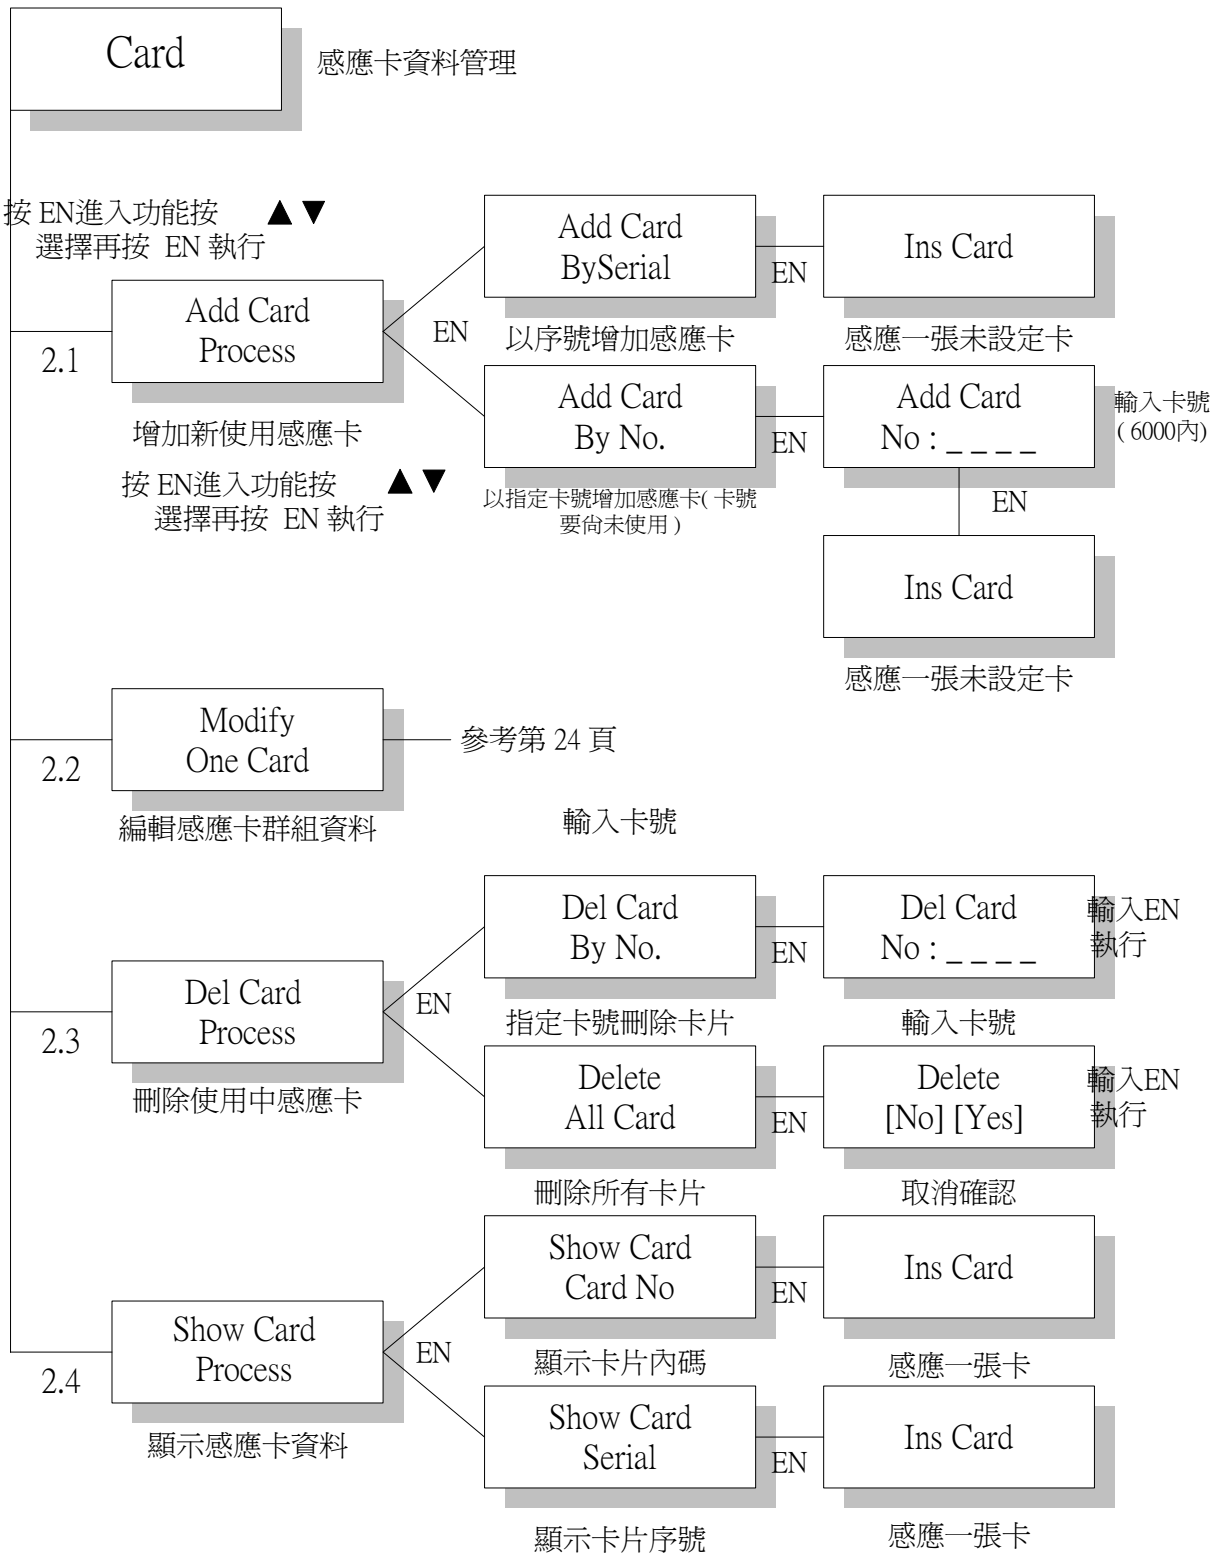 Card
感應卡資料管理
按 EN進入功能按 ▲▼
選擇再按 EN 執行
2.1
Add Card
Process
增加新使用感應卡
按 EN進入功能按 ▲▼
選擇再按 EN 執行
EN
Add Card
BySerial
以序號增加感應卡
EN
Ins Card
感應一張未設定卡
Add Card
By No.
以指定卡號增加感應卡( 卡號
要尚未使用 )
EN
Add Card
No : _ _ _ _
輸入卡號
( 6000內)
EN
Ins Card
感應一張未設定卡
2.2
Modify
One Card
編輯感應卡群組資料
參考第 24 頁
輸入卡號
2.3
Del Card
Process
刪除使用中感應卡
EN
Del Card
By No.
指定卡號刪除卡片
EN
Del Card
No : _ _ _ _
輸入卡號
輸入EN
執行
Delete
All Card
刪除所有卡片
EN
Delete
[No] [Yes]
取消確認
輸入EN
執行
2.4
Show Card
Process
顯示感應卡資料
EN
Show Card
Card No
顯示卡片內碼
EN
Ins Card
感應一張卡
Show Card
Serial
顯示卡片序號
EN
Ins Card
感應一張卡